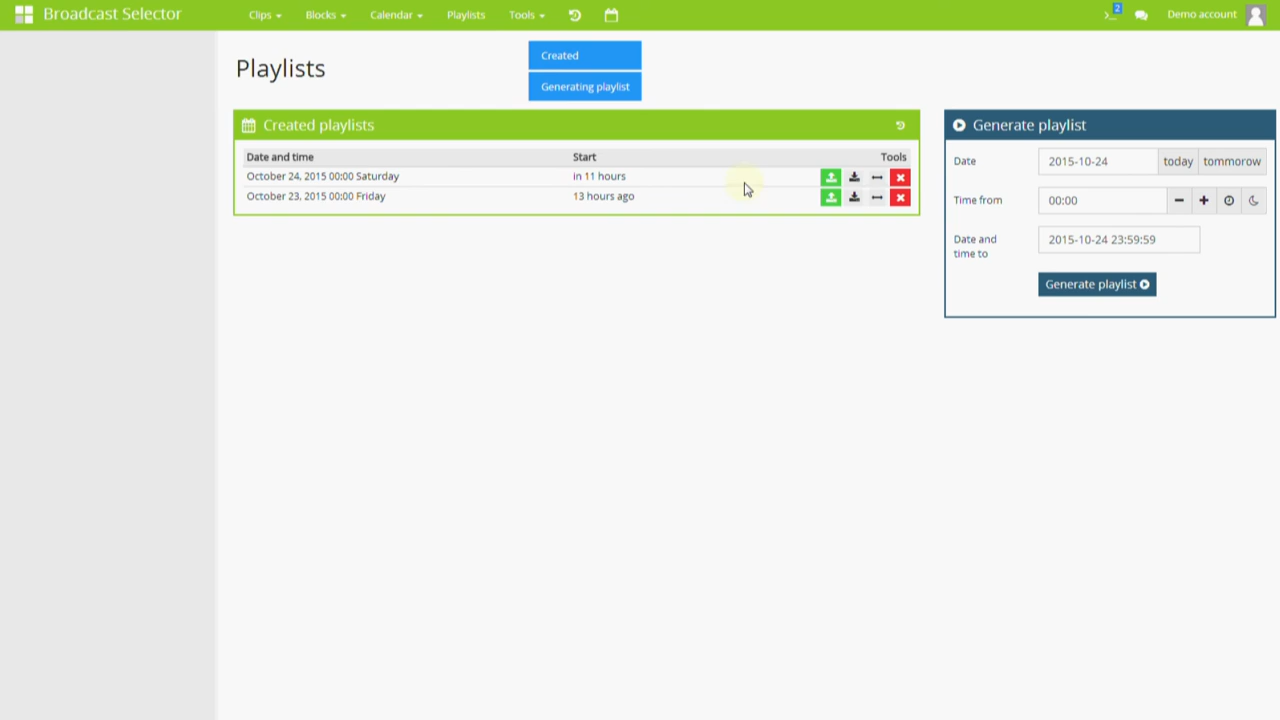 Broadcast Selector Clips Blocks Calendar Playlists Tools 2 Demo account
Playlists
Created
Generating playlist
Created playlists
Date and time Start Tools
October 24, 2015 00:00 Saturday in 11 hours
October 23, 2015 00:00 Friday 13 hours ago
Generate playlist
Date 2015-10-24 today tommorow
Time from 00:00
Date and
time to
2015-10-24 23:59:59
Generate playlist